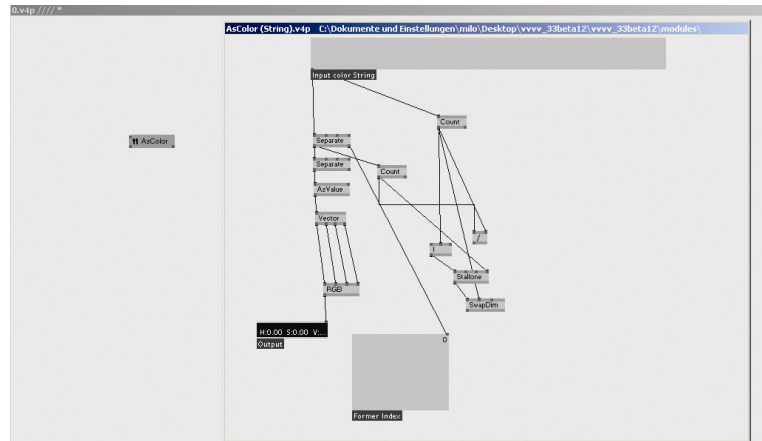 0.v4p //// *
AsColor (String).v4p C:\Dokumente und Einstellungen\milo\Desktop\vvvv_33beta12\vvvv_33beta12\modules\
Input color String
Count
!! AsColor
Separate
Separate
Count
AsValue
Vector
/
I
Stallone
RGB
SwapDim
H:0.00 S:0.00 V:...
Output
0
Former Index